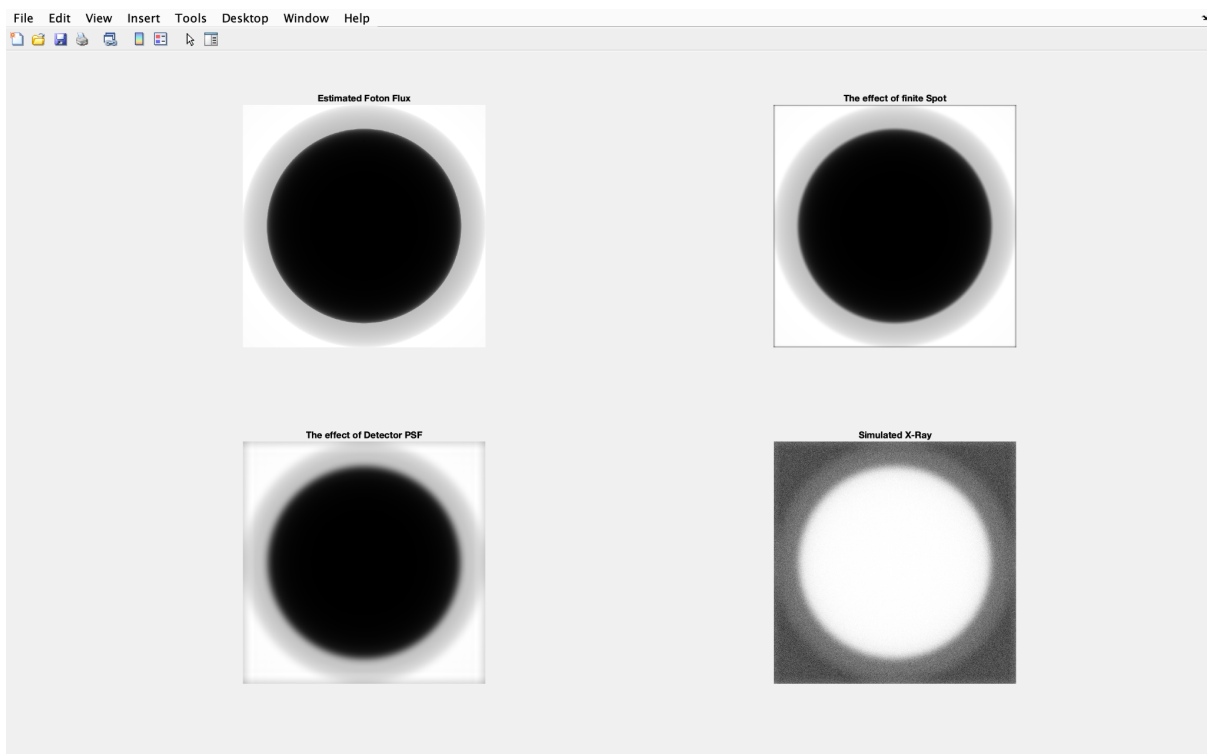 File Edit View Insert Tools Desktop Window Help
Estimated Foton Flux
The effect of finite Spot
The effect of Detector PSF
Simulated X-Ray